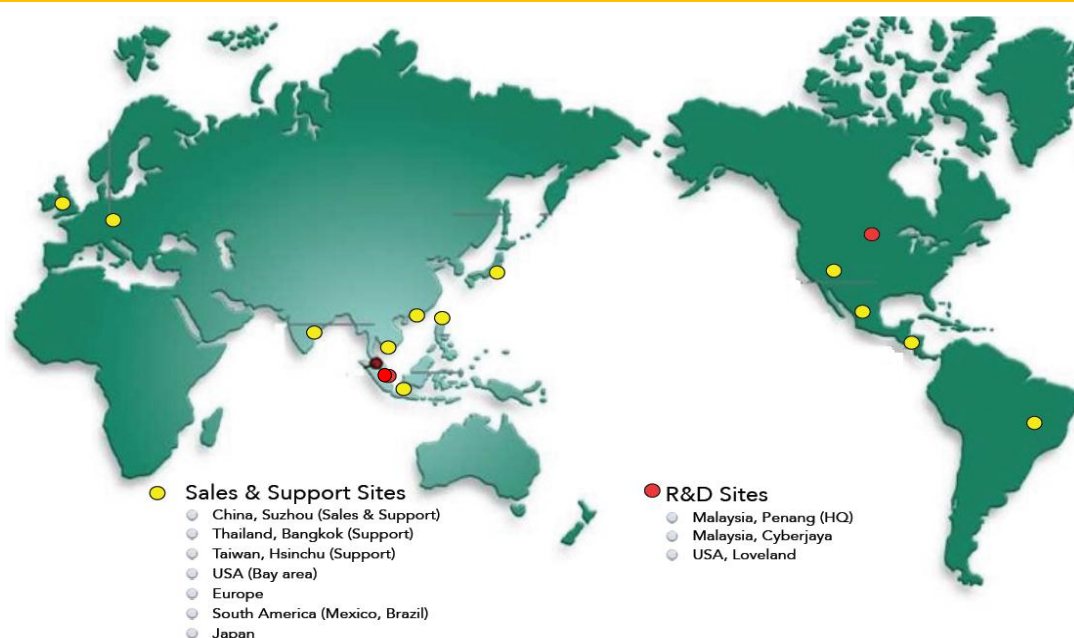 Sales & Support Sites
China, Suzhou (Sales & Support)
Thailand, Bangkok (Support)
Taiwan, Hsinchu (Support)
USA (Bay area)
Europe
South America (Mexico, Brazil)
Japan
R&D Sites
Malaysia, Penang (HQ)
Malaysia, Cyberjaya
USA, Loveland